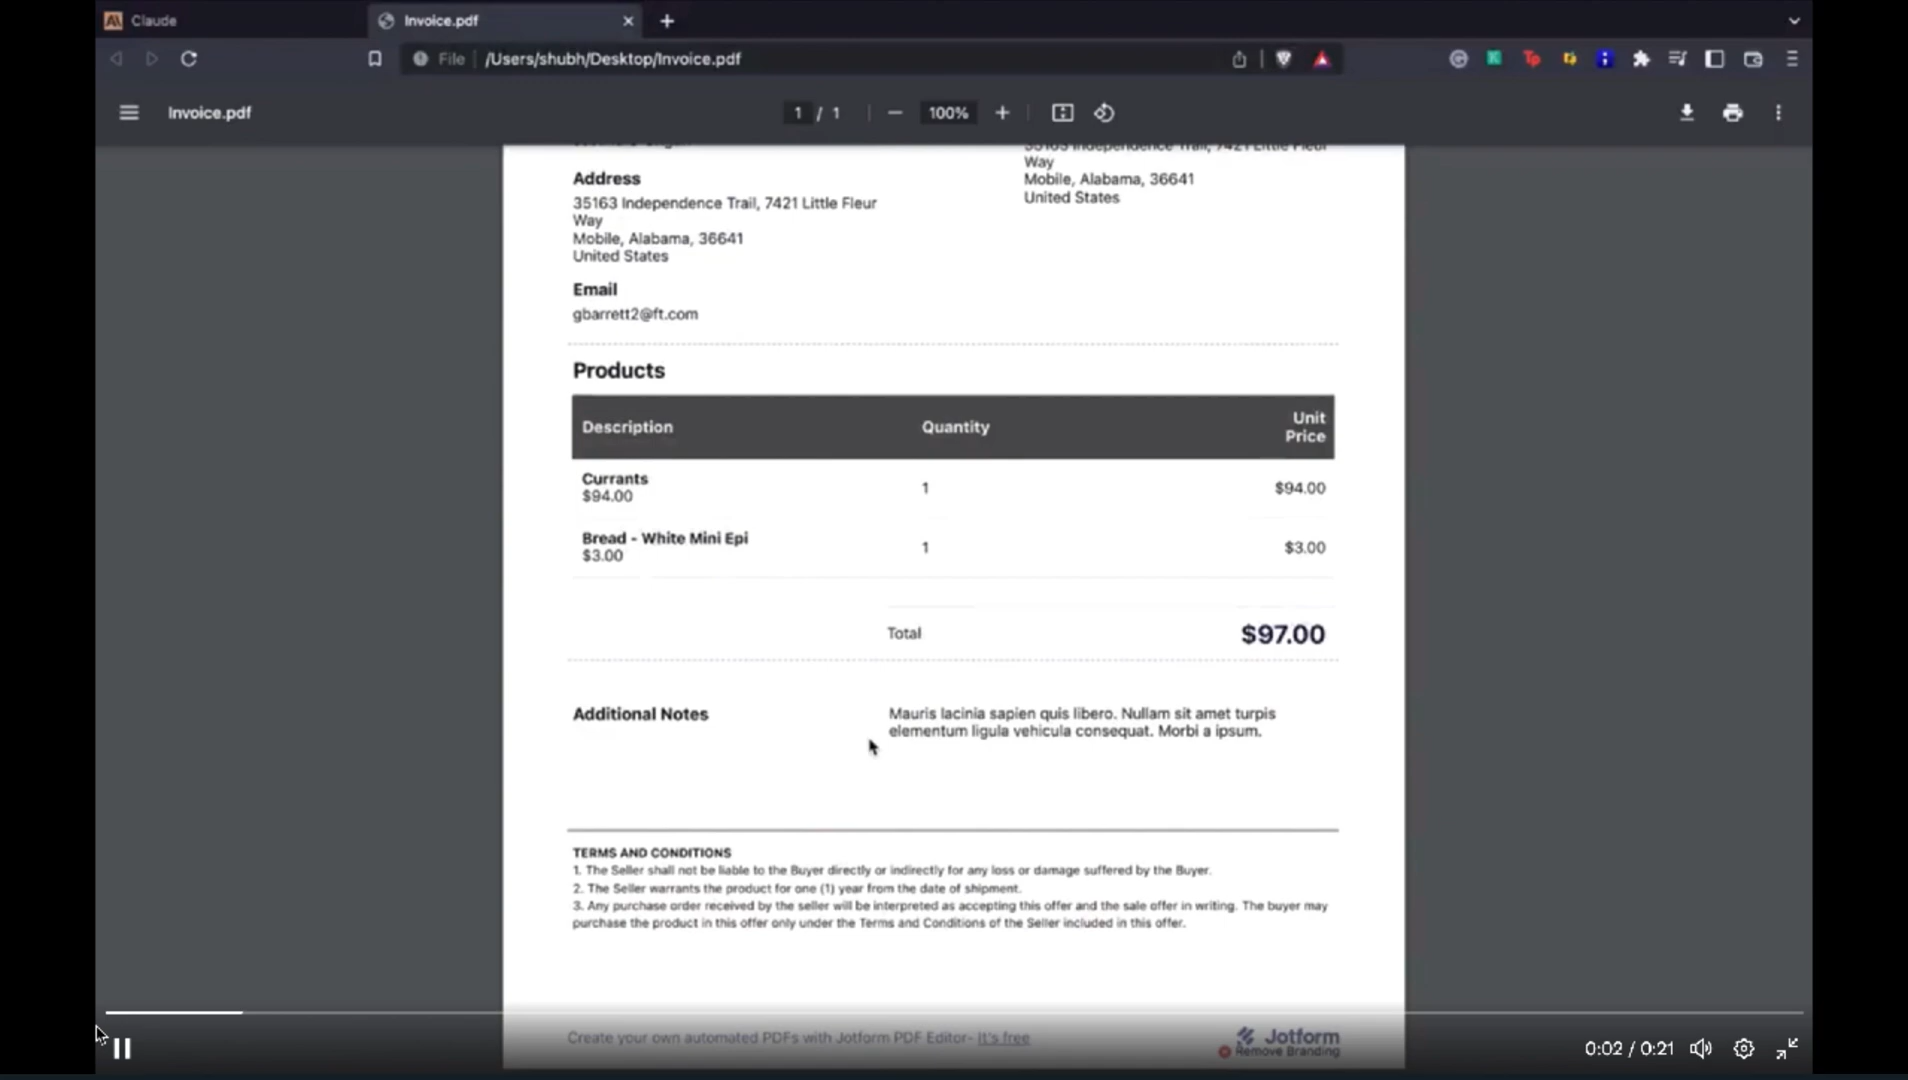 Claude
Invoice.pdf
File
/Users/shubh/Desktop/Invoice.pdf
Invoice.pdf
1 / 1
100%
35163 Independence Trail, 7421 Little Fleur
Way
Mobile, Alabama, 36641
United States
Address
35163 Independence Trail, 7421 Little Fleur
Way
Mobile, Alabama, 36641
United States
Email
gbarrett2@ft.com
Products
Description Quantity Unit Price
Currants
$94.00
1
$94.00
Bread - White Mini Epi
$3.00
1
$3.00
Total
$97.00
Additional Notes
Mauris lacinia sapien quis libero. Nullam sit amet turpis
elementum ligula vehicula consequat. Morbi a ipsum.
TERMS AND CONDITIONS
1. The Seller shall not be liable to the Buyer directly or indirectly for any loss or damage suffered by the Buyer.
2. The Seller warrants the product for one (1) year from the date of shipment.
3. Any purchase order received by the seller will be interpreted as accepting this offer and the sale offer in writing. The buyer may
purchase the product in this offer only under the Terms and Conditions of the Seller included in this offer.
Create your own automated PDFs with Jotform PDF Editor- It's free
Jotform
Remove Branding
0:02 / 0:21